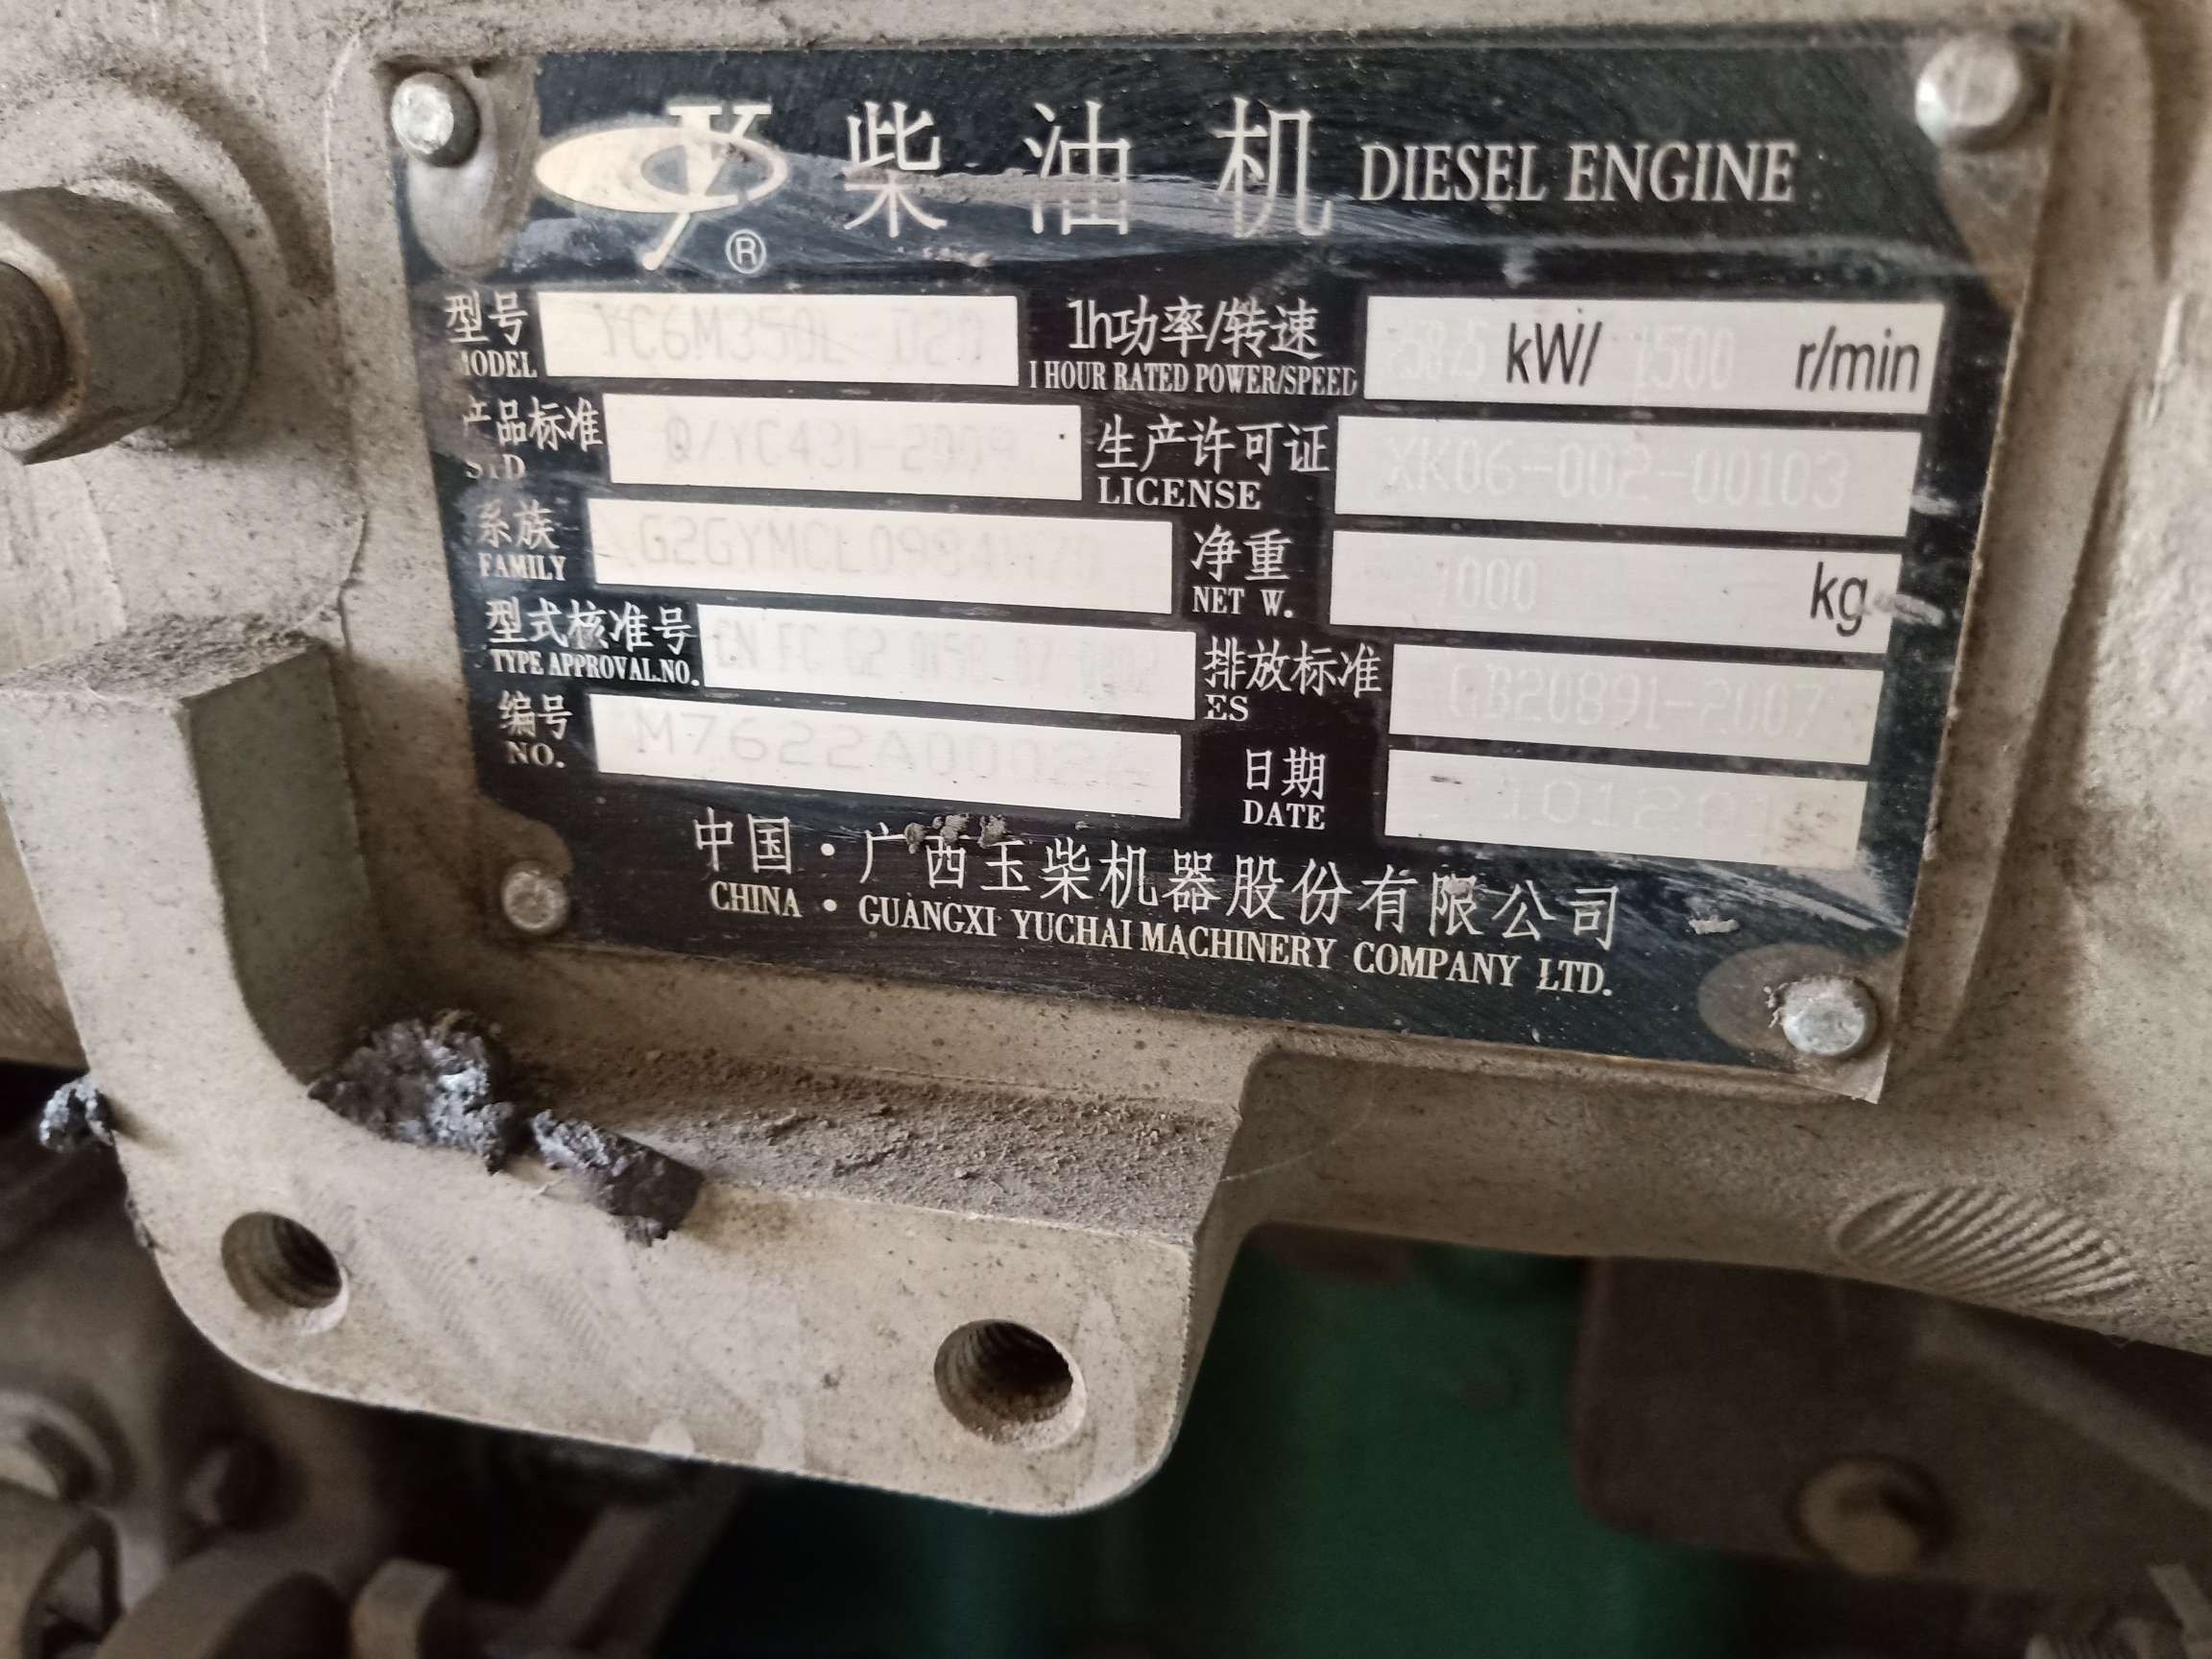 柴油机 DIESEL ENGINE
®
型号 YC6M350L-D20 1h功率/转速 kW/ 1500 r/min
MODEL 1 HOUR RATED POWER/SPEED
产品标准 Q/YC431-2009 生产许可证 XK06-002-00103
STD LICENSE
系族 净重 1000 kg
FAMILY NET W.
型式核准号 CN FC G2 排放标准 GB20891-2007
TYPE APPROVAL.NO. ES
编号 日期
NO. DATE
中国·广西玉柴机器股份有限公司
CHINA · GUANGXI YUCHAI MACHINERY COMPANY LTD.